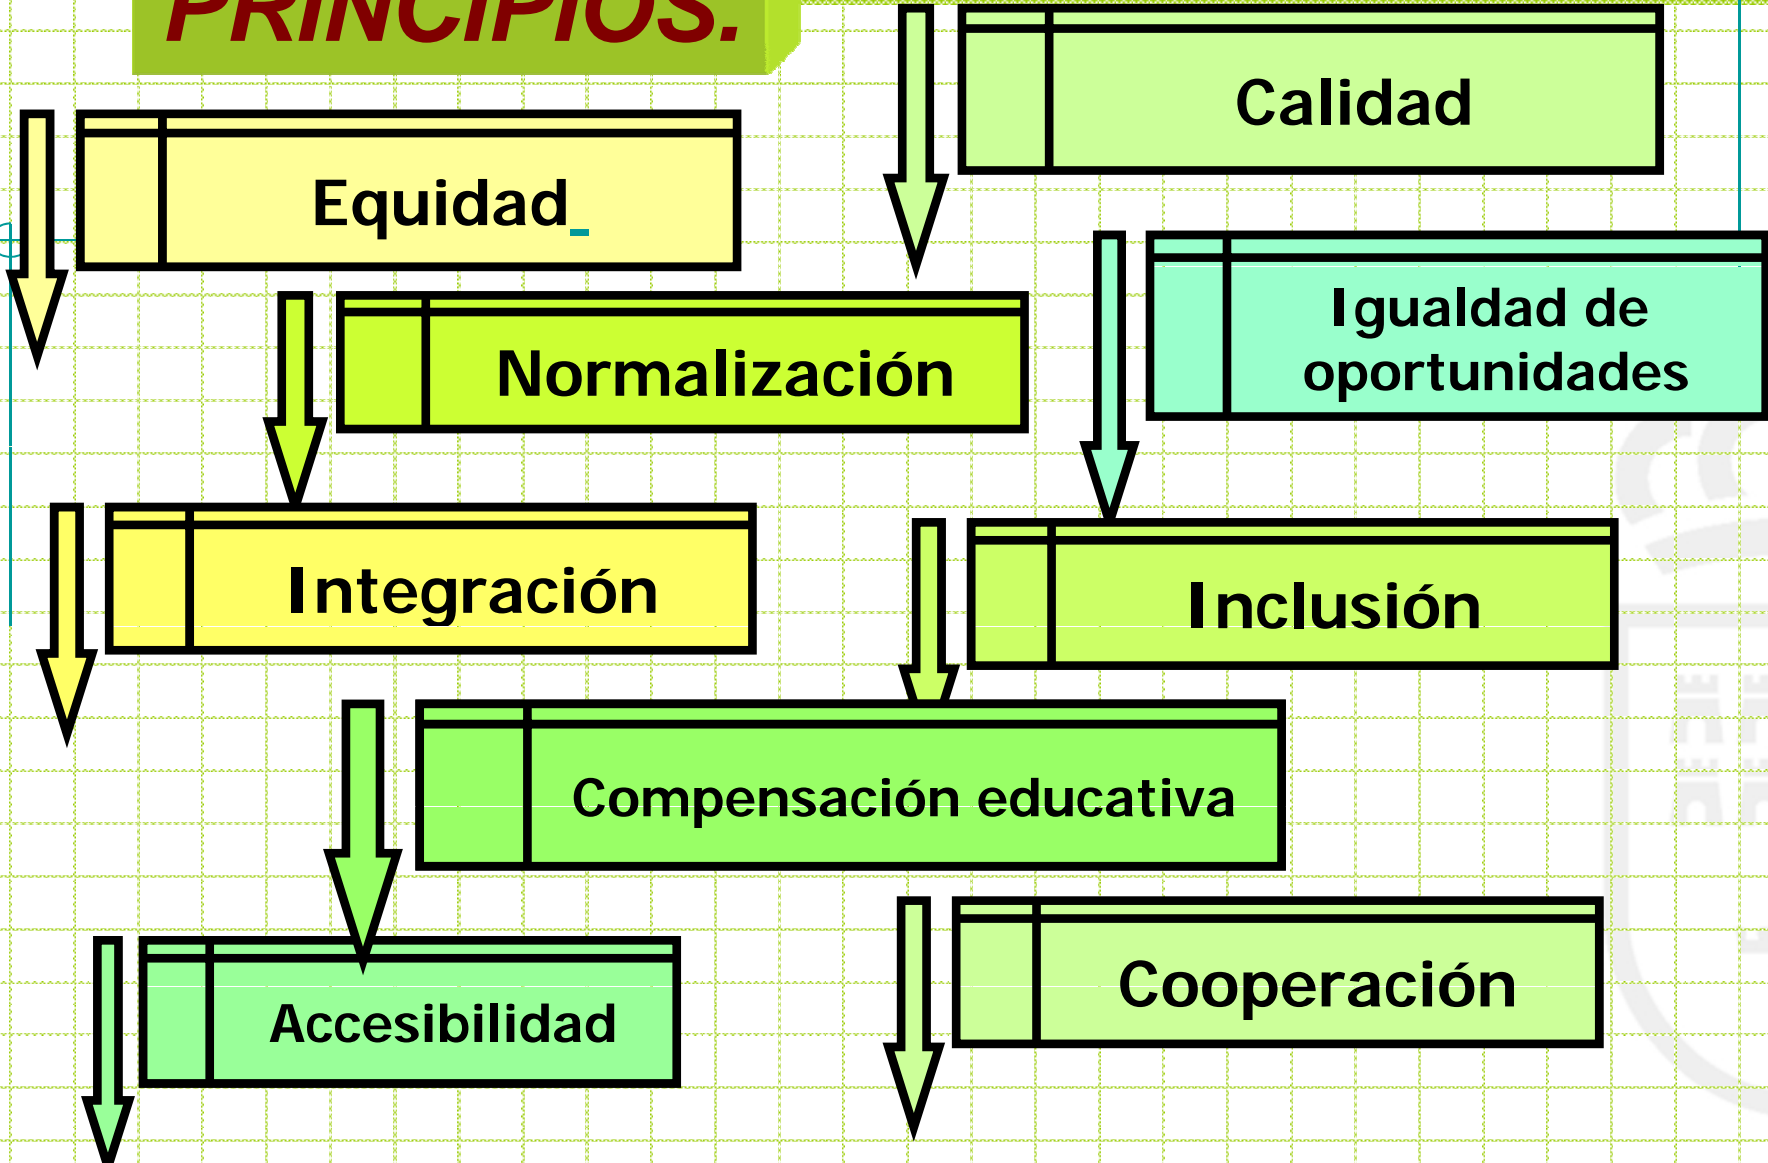 PRINCIPIOS.
Calidad
Equidad
Igualdad de
oportunidades
Normalización
Integración
Inclusión
Compensación educativa
Cooperación
Accesibilidad